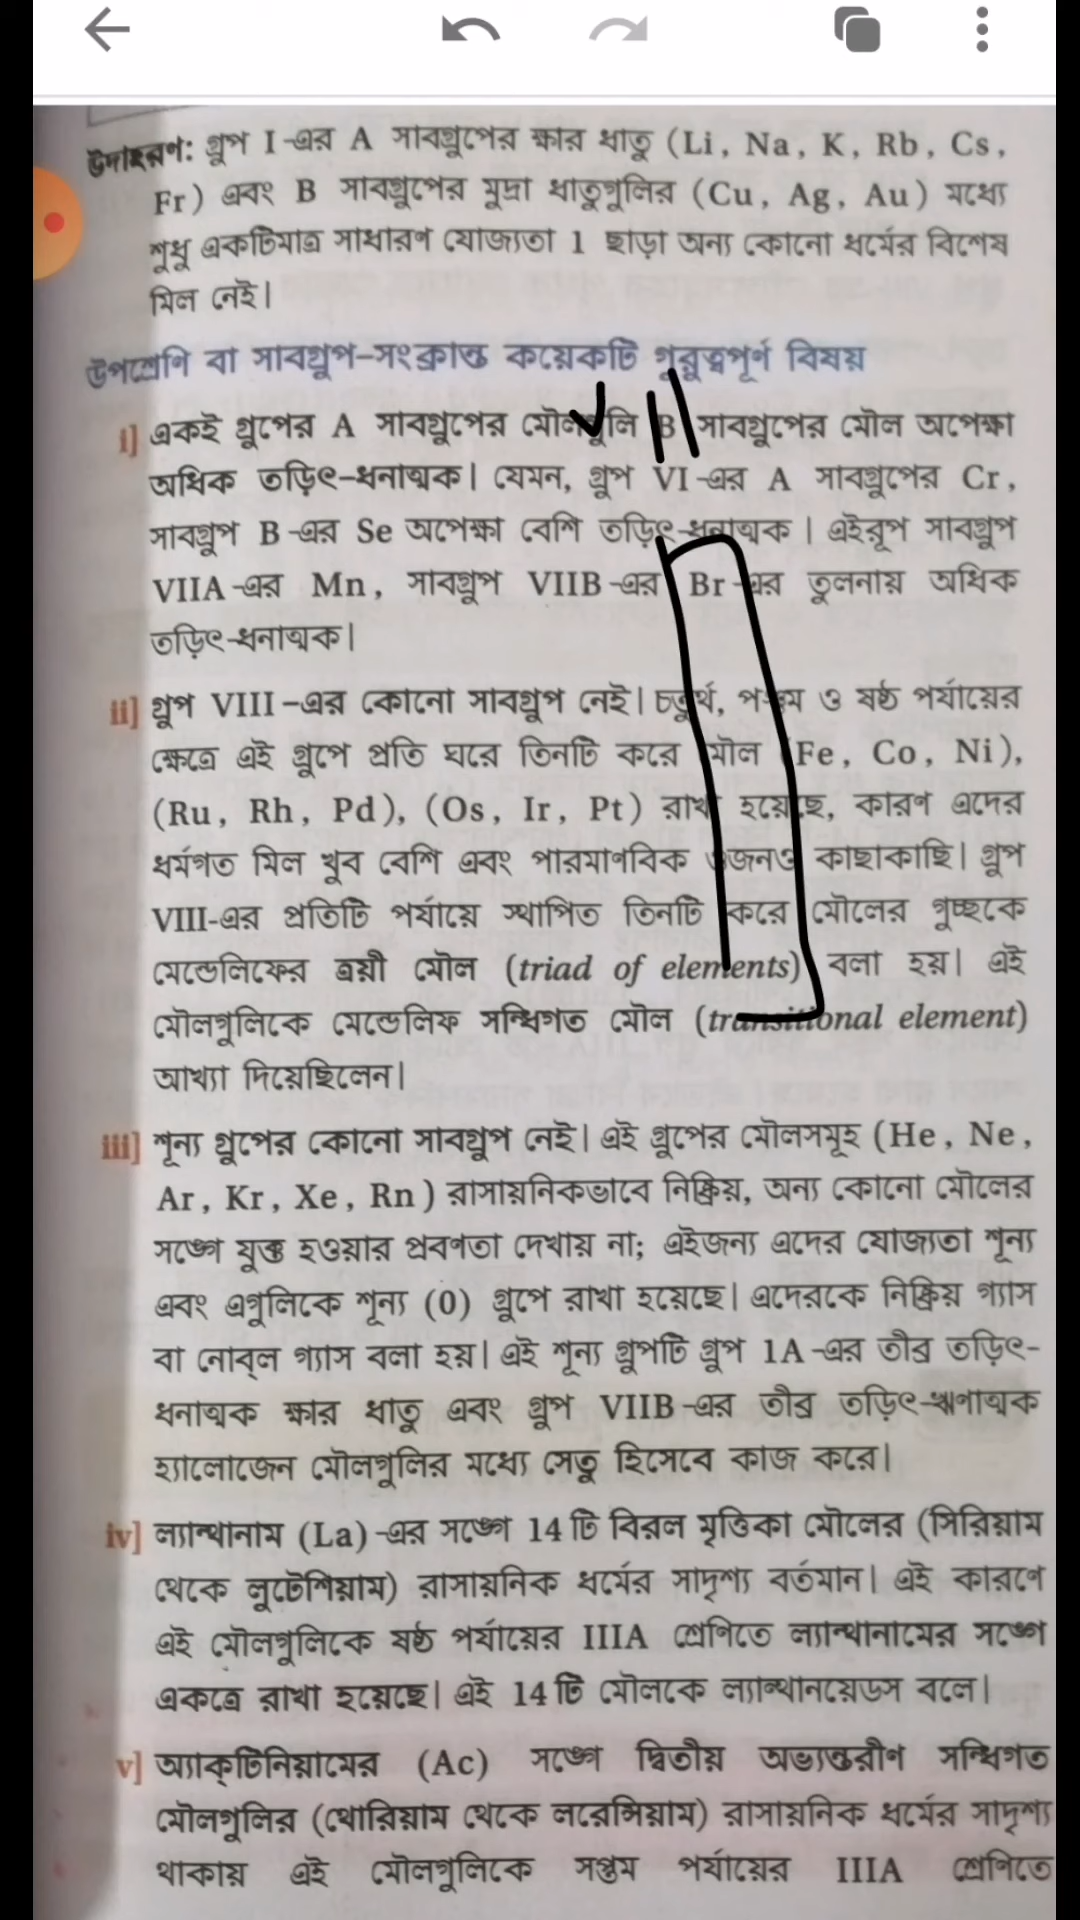 উদাহরণ: গ্রুপ I-এর A সাবগ্রুপের ক্ষার ধাতু (Li, Na, K, Rb, Cs,
Fr) এবং B সাবগ্রুপের মুদ্রা ধাতুগুলির (Cu, Ag, Au) মধ্যে
শুধু একটিমাত্র সাধারণ যোজ্যতা 1 ছাড়া অন্য কোনো ধর্মের বিশেষ
মিল নেই।
উপশ্রেণি বা সাবগ্রুপ-সংক্রান্ত কয়েকটি গুরুত্বপূর্ণ বিষয়
i] একই গ্রুপের A সাবগ্রুপের মৌলগুলি B সাবগ্রুপের মৌল অপেক্ষা
অধিক তড়িৎ-ধনাত্মক। যেমন, গ্রুপ VI-এর A সাবগ্রুপের Cr,
সাবগ্রুপ B-এর Se অপেক্ষা বেশি তড়িৎ-ধনাত্মক। এইরূপ সাবগ্রুপ
VIIA-এর Mn, সাবগ্রুপ VIIB-এর Br-এর তুলনায় অধিক
তড়িৎ-ধনাত্মক।
ii] গ্রুপ VIII-এর কোনো সাবগ্রুপ নেই। চতুর্থ, পঞ্চম ও ষষ্ঠ পর্যায়ের
ক্ষেত্রে এই গ্রুপে প্রতি ঘরে তিনটি করে মৌল (Fe, Co, Ni),
(Ru, Rh, Pd), (Os, Ir, Pt) রাখা হয়েছে, কারণ এদের
ধর্মগত মিল খুব বেশি এবং পারমাণবিক ওজনও কাছাকাছি। গ্রুপ
VIII-এর প্রতিটি পর্যায়ে স্থাপিত তিনটি করে মৌলের গুচ্ছকে
মেন্ডেলিফের ত্রয়ী মৌল (triad of elements) বলা হয়। এই
মৌলগুলিকে মেন্ডেলিফ সন্ধিগত মৌল (transitional element)
আখ্যা দিয়েছিলেন।
iii] শূন্য গ্রুপের কোনো সাবগ্রুপ নেই। এই গ্রুপের মৌলসমূহ (He, Ne,
Ar, Kr, Xe, Rn) রাসায়নিকভাবে নিষ্ক্রিয়, অন্য কোনো মৌলের
সঙ্গে যুক্ত হওয়ার প্রবণতা দেখায় না; এইজন্য এদের যোজ্যতা শূন্য
এবং এগুলিকে শূন্য (0) গ্রুপে রাখা হয়েছে। এদেরকে নিষ্ক্রিয় গ্যাস
বা নোব্‌ল গ্যাস বলা হয়। এই শূন্য গ্রুপটি গ্রুপ 1A-এর তীব্র তড়িৎ-
ধনাত্মক ক্ষার ধাতু এবং গ্রুপ VIIB-এর তীব্র তড়িৎ-ঋণাত্মক
হ্যালোজেন মৌলগুলির মধ্যে সেতু হিসেবে কাজ করে।
iv] ল্যান্থানাম (La)-এর সঙ্গে 14টি বিরল মৃত্তিকা মৌলের (সিরিয়াম
থেকে লুটেশিয়াম) রাসায়নিক ধর্মের সাদৃশ্য বর্তমান। এই কারণে
এই মৌলগুলিকে ষষ্ঠ পর্যায়ের IIIA শ্রেণিতে ল্যান্থানামের সঙ্গে
একত্রে রাখা হয়েছে। এই 14টি মৌলকে ল্যান্থানয়েডস বলে।
v] অ্যাক্‌টিনিয়ামের (Ac) সঙ্গে দ্বিতীয় অভ্যন্তরীণ সন্ধিগত
মৌলগুলির (থোরিয়াম থেকে লরেন্সিয়াম) রাসায়নিক ধর্মের সাদৃশ্য
থাকায় এই মৌলগুলিকে সপ্তম পর্যায়ের IIIA শ্রেণিতে